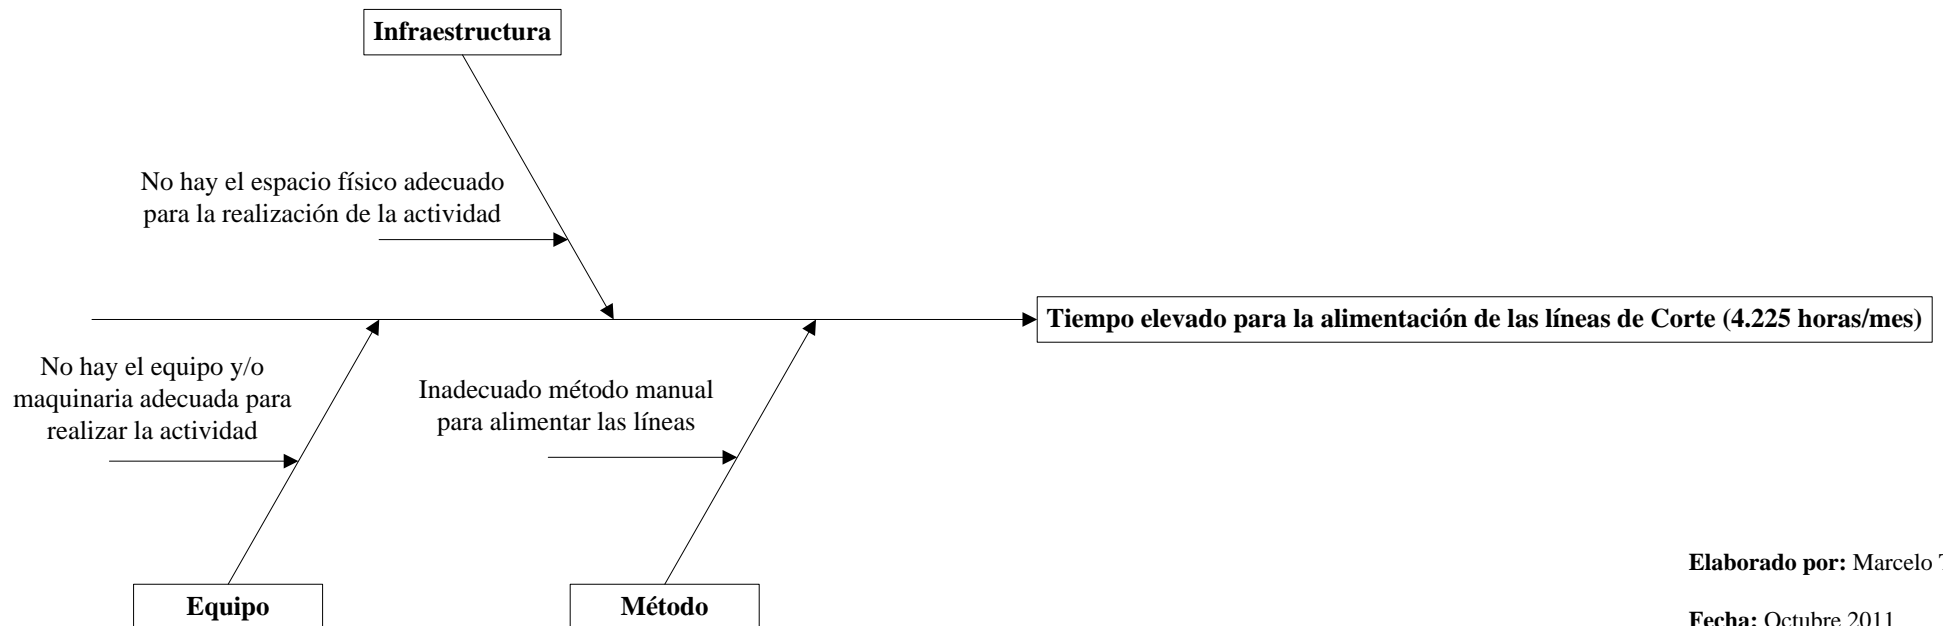 Infraestructura
No hay el espacio físico adecuado
para la realización de la actividad
Tiempo elevado para la alimentación de las líneas de Corte (4.225 horas/mes)
No hay el equipo y/o
maquinaria adecuada para
realizar la actividad
Inadecuado método manual
para alimentar las líneas
Equipo
Método
Elaborado por: Marcelo
Fecha: Octubre 2011